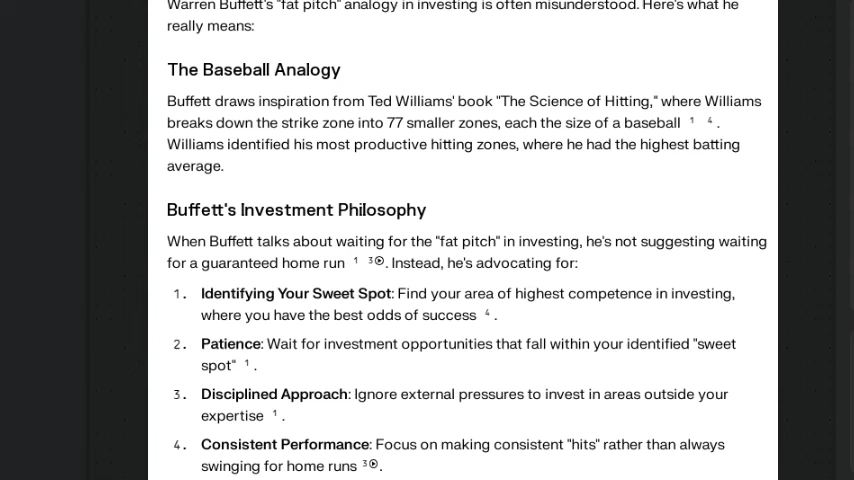 Warren Buffett's "fat pitch" analogy in investing is often misunderstood. Here's what he
really means:
The Baseball Analogy
Buffett draws inspiration from Ted Williams' book "The Science of Hitting," where Williams
breaks down the strike zone into 77 smaller zones, each the size of a baseball 1 4 .
Williams identified his most productive hitting zones, where he had the highest batting
average.
Buffett's Investment Philosophy
When Buffett talks about waiting for the "fat pitch" in investing, he's not suggesting waiting
for a guaranteed home run 1 3. Instead, he's advocating for:
1. Identifying Your Sweet Spot: Find your area of highest competence in investing,
where you have the best odds of success 4 .
2. Patience: Wait for investment opportunities that fall within your identified "sweet
spot" 1 .
3. Disciplined Approach: Ignore external pressures to invest in areas outside your
expertise 1 .
4. Consistent Performance: Focus on making consistent "hits" rather than always
swinging for home runs 3.